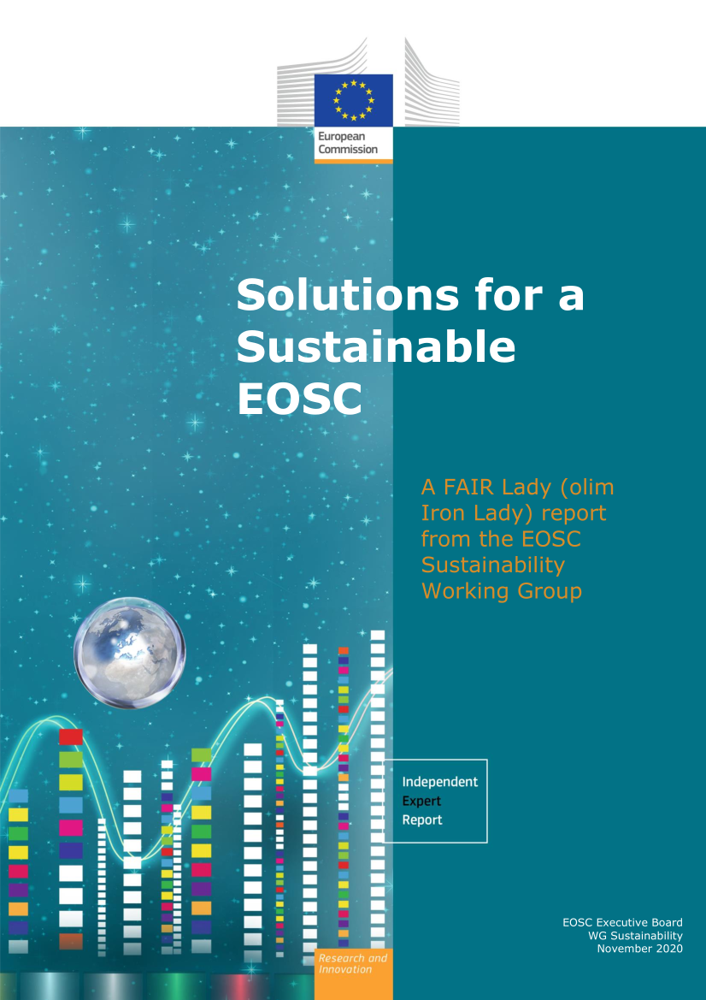 European
Commission
Solutions for a
Sustainable
EOSC
A FAIR Lady (olim
Iron Lady) report
from the EOSC
Sustainability
Working Group
Independent
Expert
Report
EOSC Executive Board
WG Sustainability
November 2020
Research and
Innovation